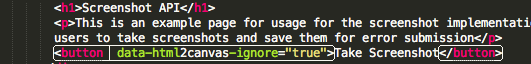 <h1>Screenshot API</h1>
<p>This is an example page for usage for the screenshot implementati
users to take screenshots and save them for error submission</p>
<button data-html2canvas-ignore="true">Take Screenshot</button>